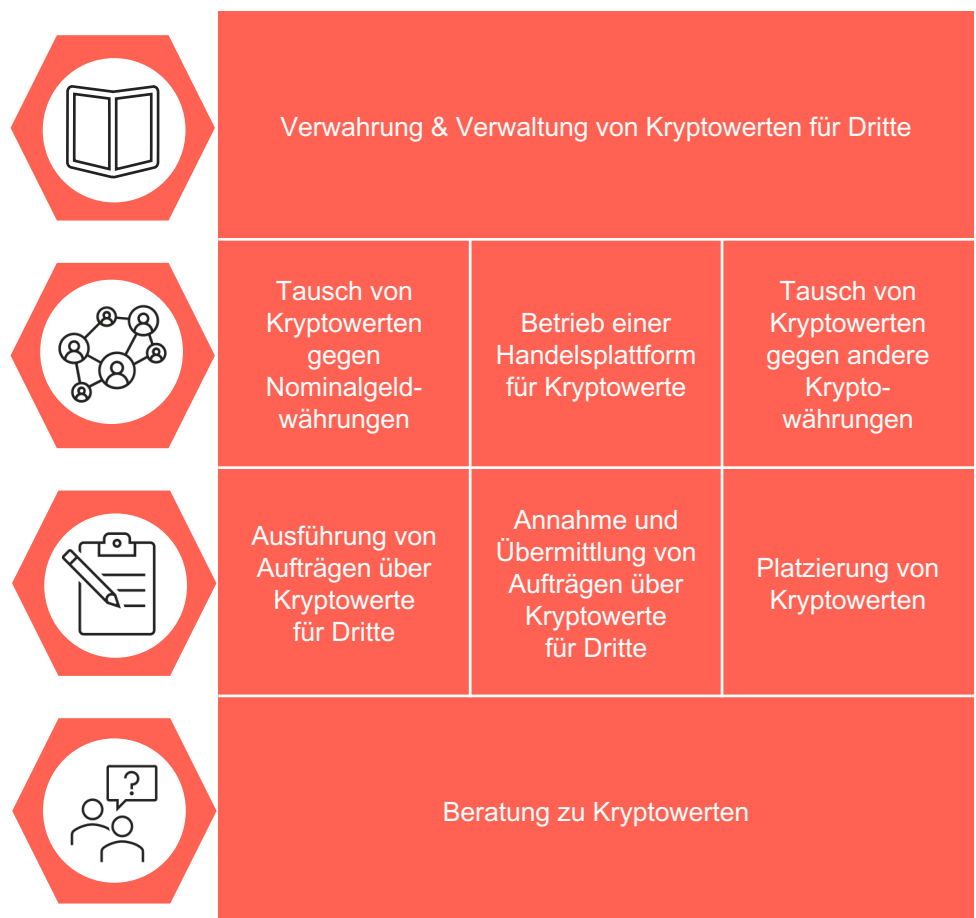 Verwahrung & Verwaltung von Kryptowerten für Dritte
Tausch von
Kryptowerten
gegen
Nominalgeld-
währungen
Betrieb einer
Handelsplattform
für Kryptowerte
Tausch von
Kryptowerten
gegen andere
Krypto-
währungen
Ausführung von
Aufträgen über
Kryptowerte
für Dritte
Annahme und
Übermittlung von
Aufträgen über
Kryptowerte
für Dritte
Platzierung von
Kryptowerten
?
Beratung zu Kryptowerten